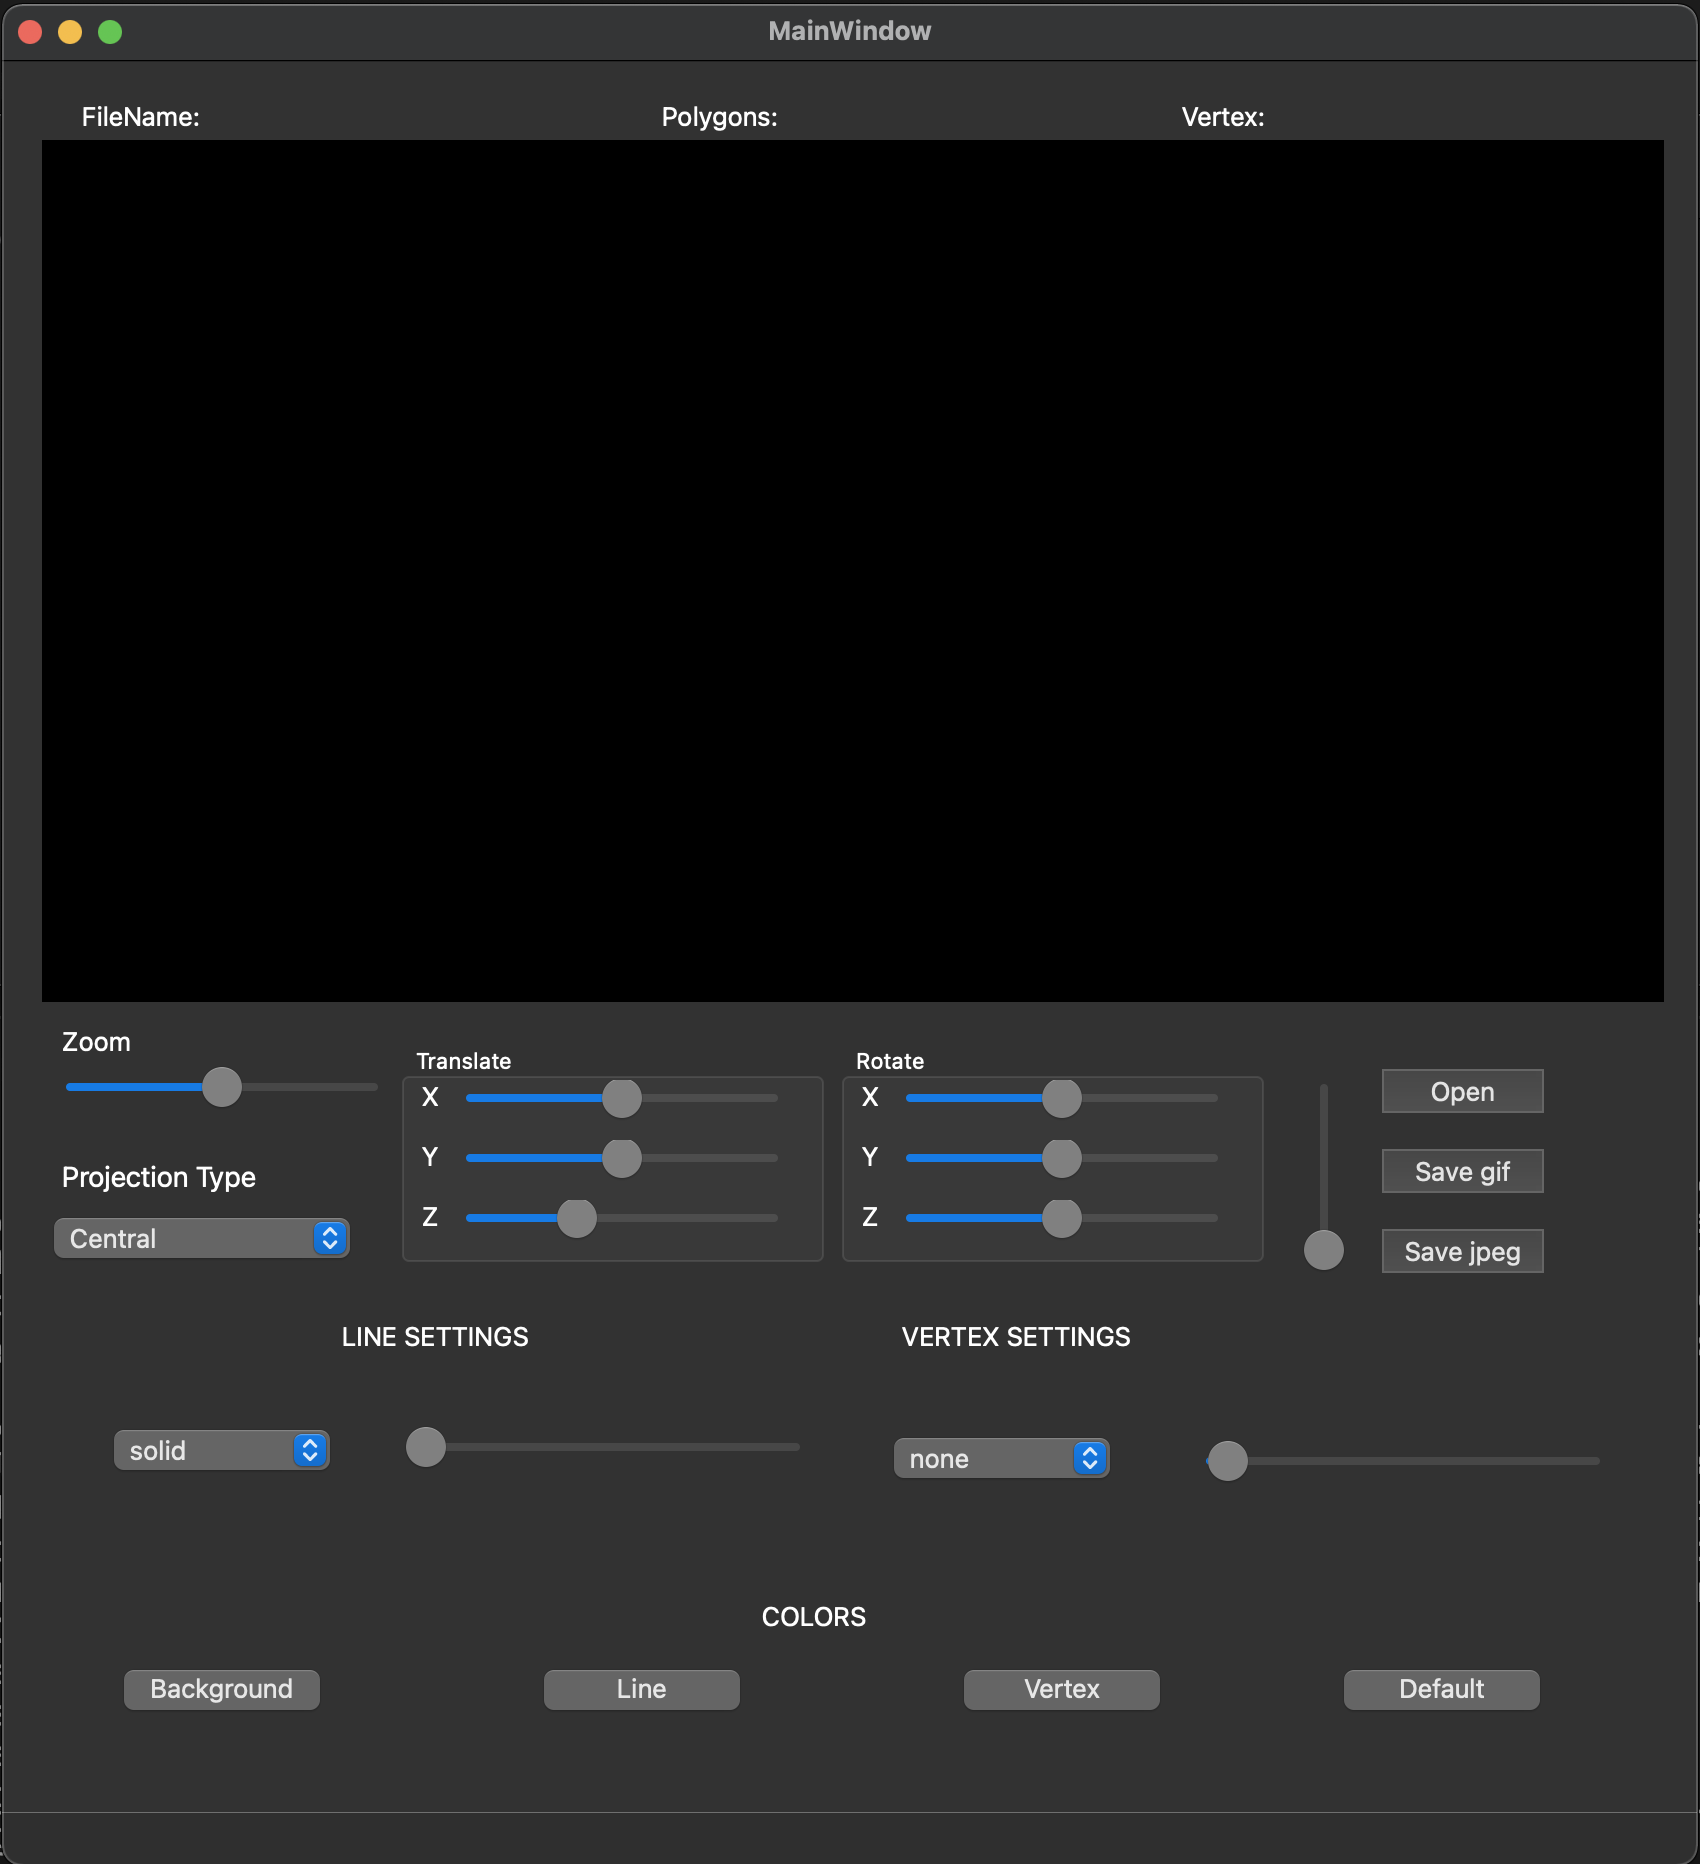 MainWindow
FileName: Polygons: Vertex:
Zoom
Translate Rotate
X X Open
Y Y Save gif
Projection Type
Z Z
Central Save jpeg
LINE SETTINGS VERTEX SETTINGS
solid none
COLORS
Background Line Vertex Default